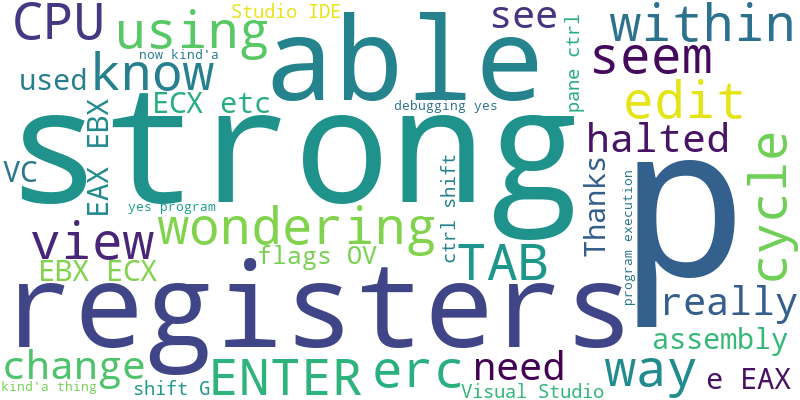 CPU
using
Studio IDE
able
see
pane ctrl
within
now kind'a
know
seem
used
ECX etc
debugging yes
edit
strong
halted
cycle
VC
EAX EBX
yes program
wondering
ctrl shift
Thanks
program execution
p
view
flags OV
TAB
EBX ECX
registers
really
assembly
change
kind'a thing
shift G
ENTER
erc
need
Visual Studio
way
e EAX